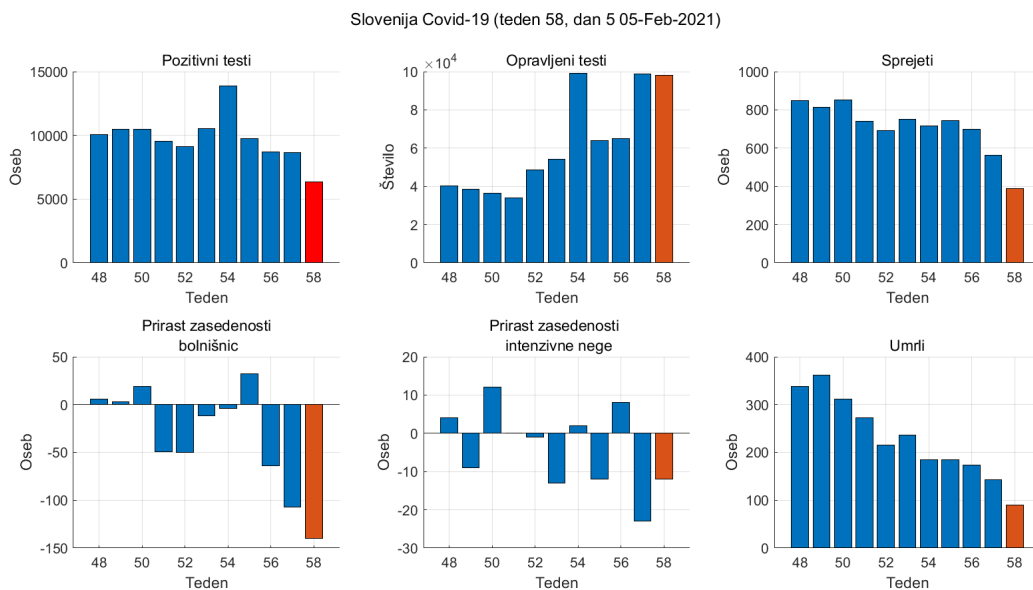 Slovenija Covid-19 (teden 58, dan 5 05-Feb-2021)
Pozitivni testi
15000
10000
5000
0
Oseb
48 50 52 54 56 58
Teden
Opravljeni testi
×10⁴
10
8
6
4
2
0
Število
48 50 52 54 56 58
Teden
Sprejeti
1000
800
600
400
200
0
Oseb
48 50 52 54 56 58
Teden
Prirast zasedenosti
bolnišnic
50
0
-50
-100
-150
Oseb
48 50 52 54 56 58
Teden
Prirast zasedenosti
intenzivne nege
20
10
0
-10
-20
-30
Oseb
48 50 52 54 56 58
Teden
Umrli
400
300
200
100
0
Oseb
48 50 52 54 56 58
Teden